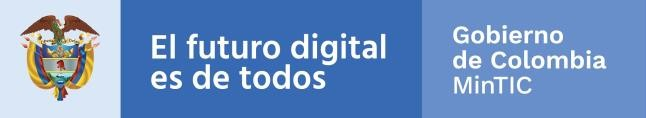 El futuro digital
es de todos
Gobierno
de Colombia
MinTIC